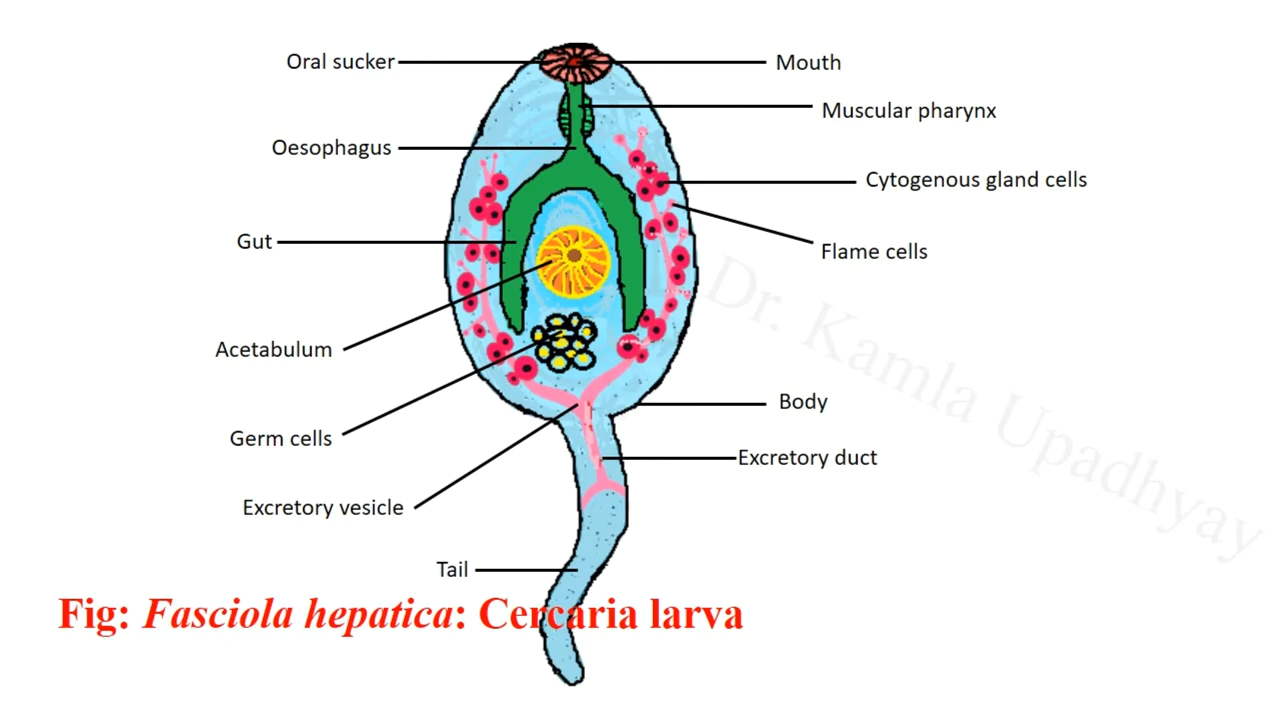 Oral sucker
Mouth
Muscular pharynx
Oesophagus
Cytogenous gland cells
Gut
Flame cells
Acetabulum
Body
Germ cells
Excretory duct
Excretory vesicle
Tail
Fig: Fasciola hepatica: Cercaria larva
Dr. Kamla Upadhyay